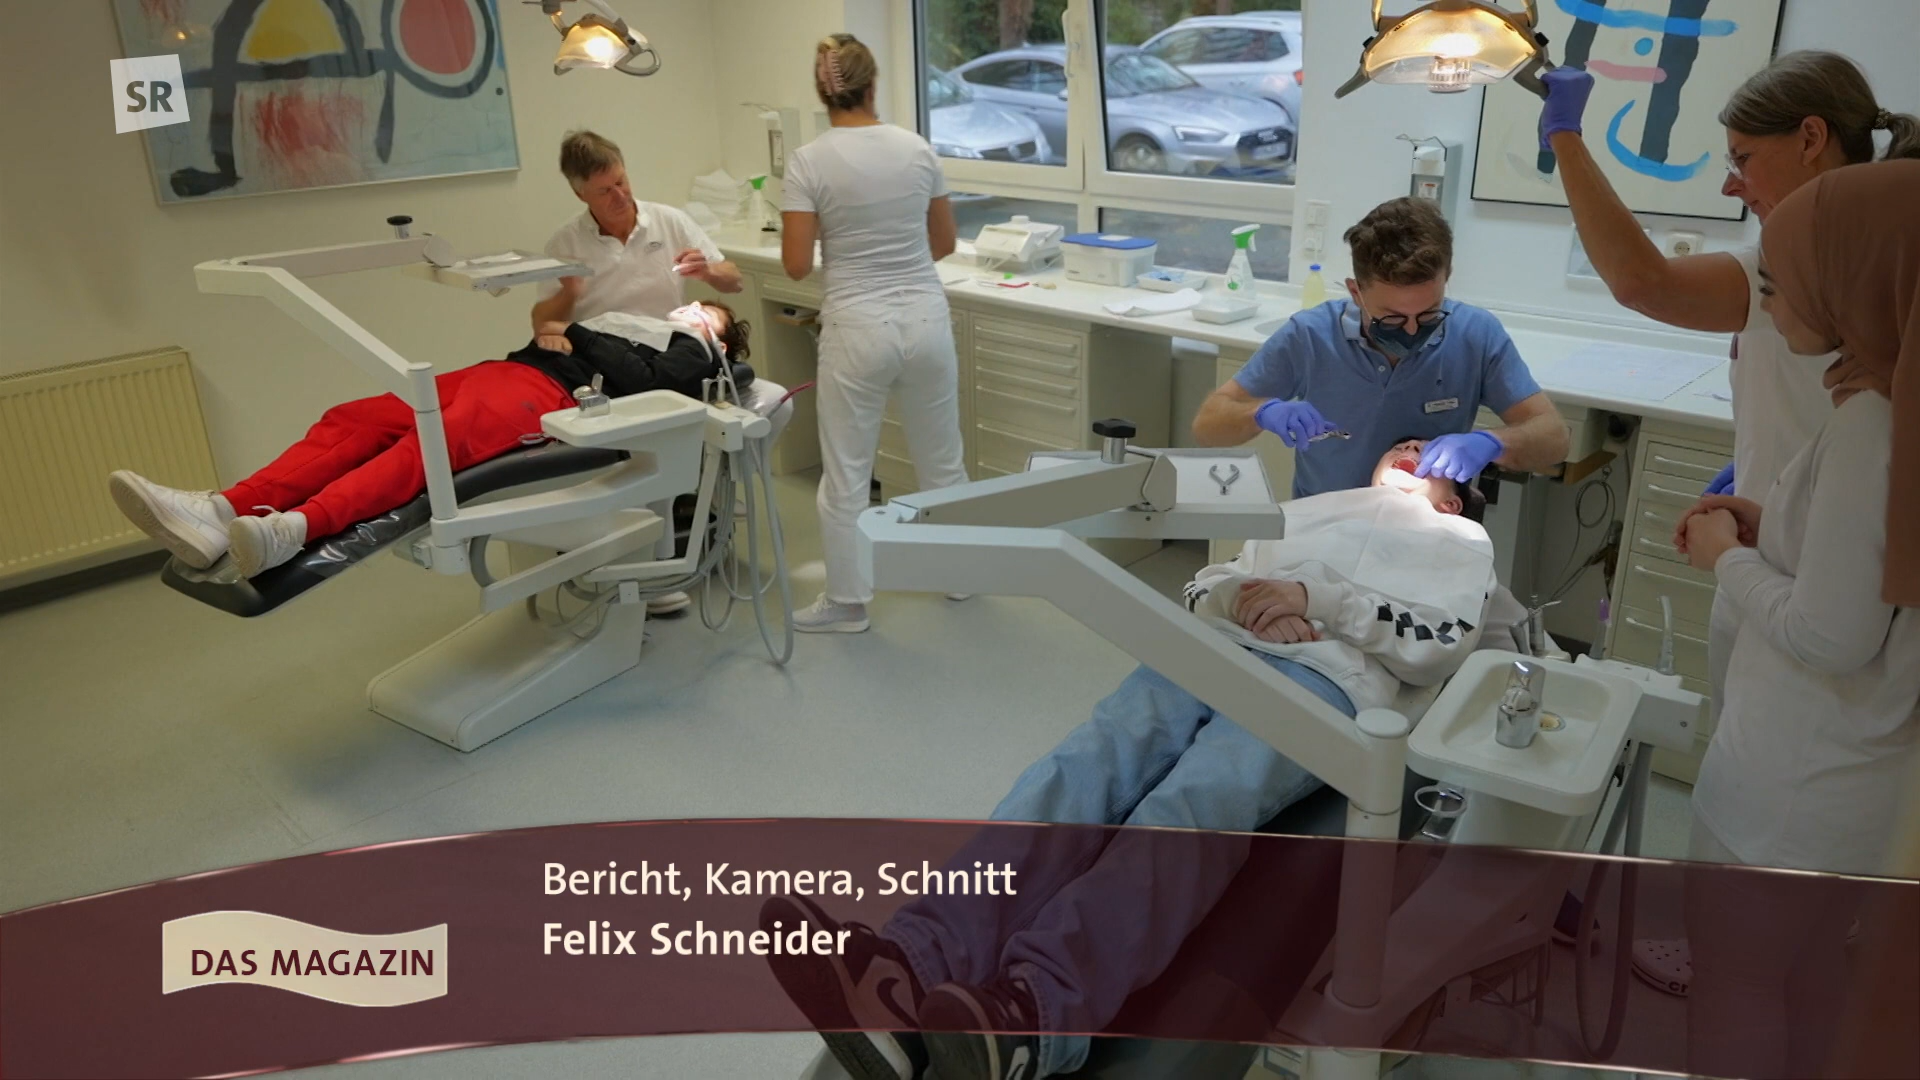 SR
Bericht, Kamera, Schnitt
Felix Schneider
DAS MAGAZIN